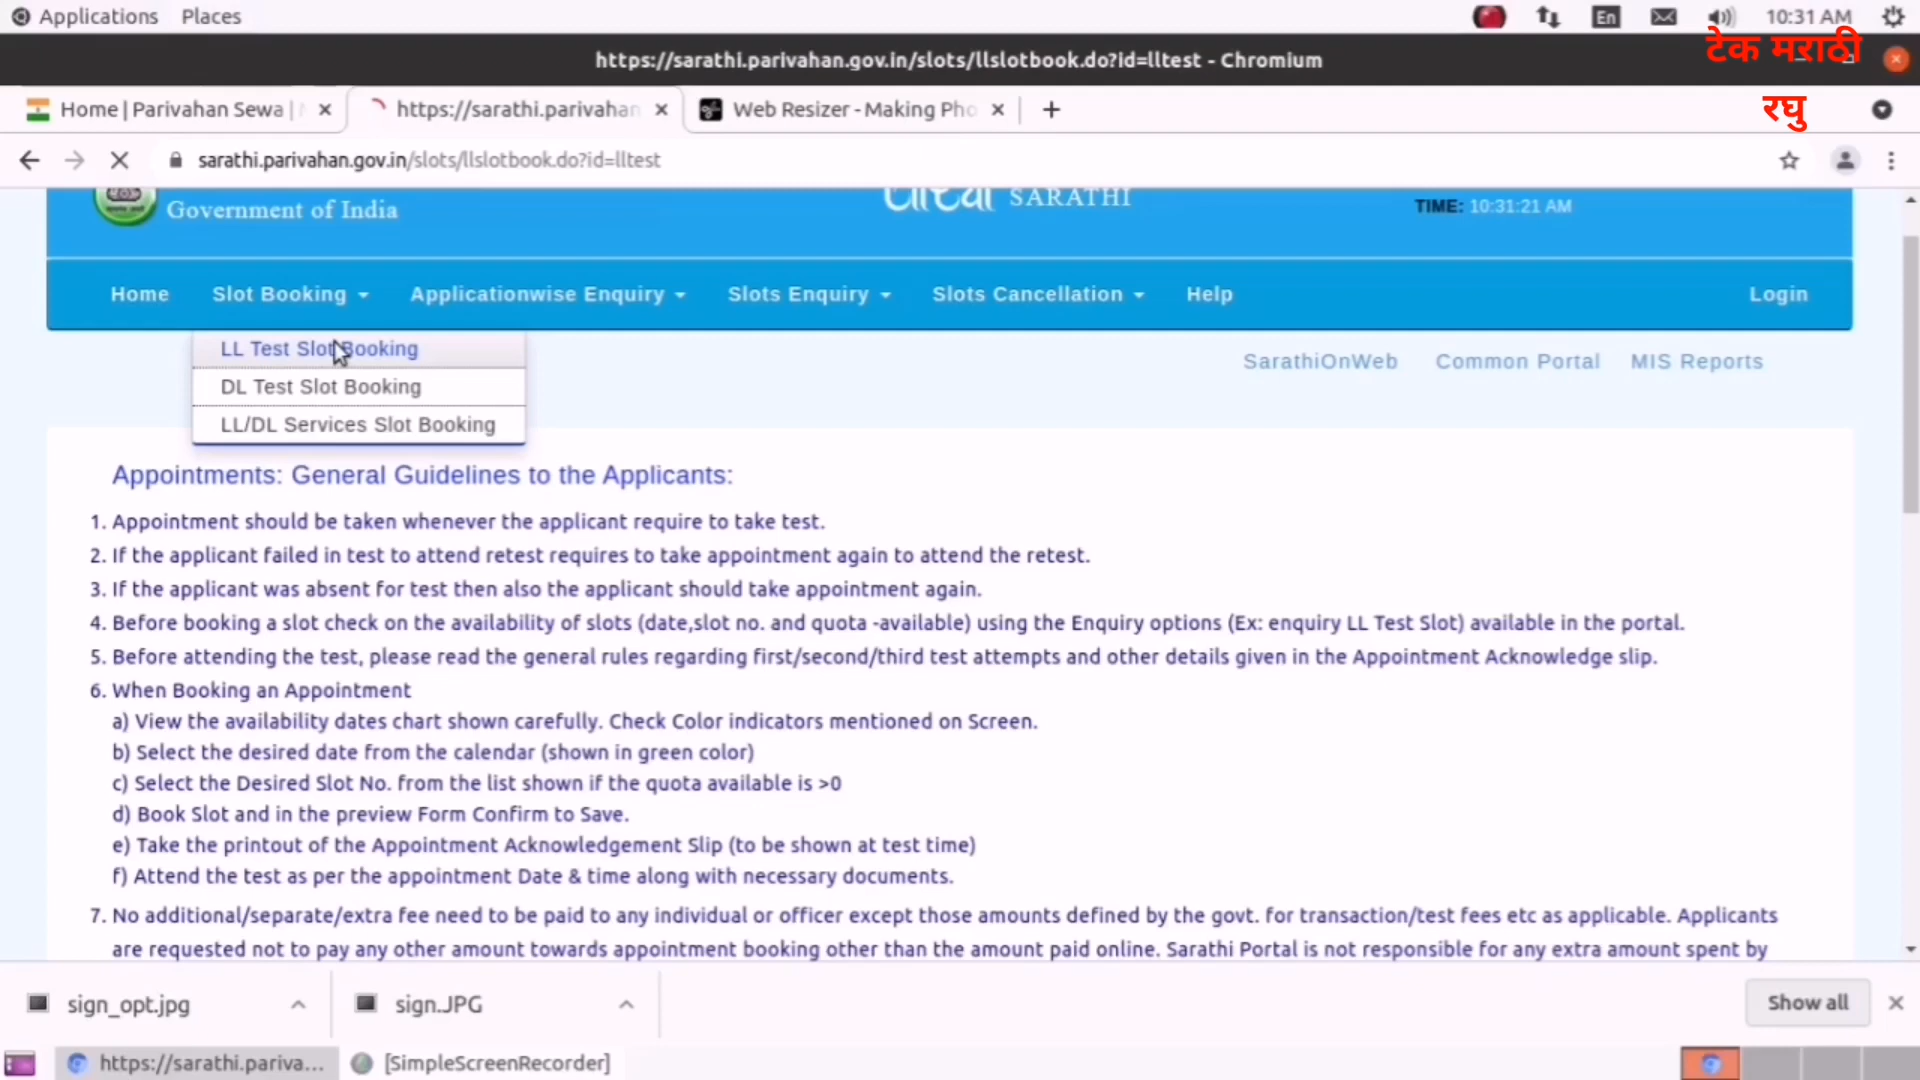 Applications Places En 10:31 AM
https://sarathi.parivahan.gov.in/slots/llslotbook.do?id=lltest - Chromium
टेक मराठी
Home | Parivahan Sewa | https://sarathi.parivahan Web Resizer - Making Pho
रघु
sarathi.parivahan.gov.in/slots/llslotbook.do?id=lltest
Government of India SARATHI TIME: 10:31:21 AM
Home Slot Booking Applicationwise Enquiry Slots Enquiry Slots Cancellation Help Login
LL Test Slot Booking
SarathiOnWeb Common Portal MIS Reports
DL Test Slot Booking
LL/DL Services Slot Booking
Appointments: General Guidelines to the Applicants:
1. Appointment should be taken whenever the applicant require to take test.
2. If the applicant failed in test to attend retest requires to take appointment again to attend the retest.
3. If the applicant was absent for test then also the applicant should take appointment again.
4. Before booking a slot check on the availability of slots (date,slot no. and quota -available) using the Enquiry options (Ex: enquiry LL Test Slot) available in the portal.
5. Before attending the test, please read the general rules regarding first/second/third test attempts and other details given in the Appointment Acknowledge slip.
6. When Booking an Appointment
a) View the availability dates chart shown carefully. Check Color indicators mentioned on Screen.
b) Select the desired date from the calendar (shown in green color)
c) Select the Desired Slot No. from the list shown if the quota available is >0
d) Book Slot and in the preview Form Confirm to Save.
e) Take the printout of the Appointment Acknowledgement Slip (to be shown at test time)
f) Attend the test as per the appointment Date & time along with necessary documents.
7. No additional/separate/extra fee need to be paid to any individual or officer except those amounts defined by the govt. for transaction/test fees etc as applicable. Applicants
are requested not to pay any other amount towards appointment booking other than the amount paid online. Sarathi Portal is not responsible for any extra amount spent by
sign_opt.jpg sign.JPG Show all
https://sarathi.pariva... [SimpleScreenRecorder]